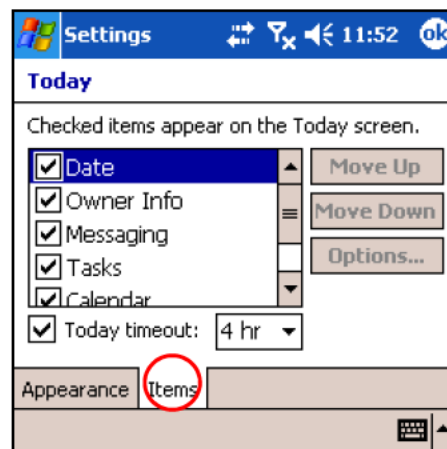 Settings 11:52 ok
Today
Checked items appear on the Today screen.
Date
Owner Info
Messaging
Tasks
Calendar
Move Up
Move Down
Options...
Today timeout: 4 hr
Appearance Items